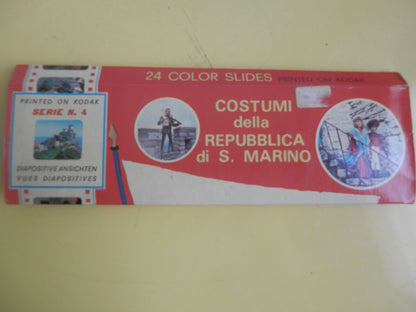 24 COLOR SLIDES PRINTED ON KODAK
PRINTED ON KODAK
SERIE N. 4
DIAPOSITIVE ANSICHTEN
VUES DIAPOSITIVES
COSTUMI
della
REPUBBLICA
di S. MARINO